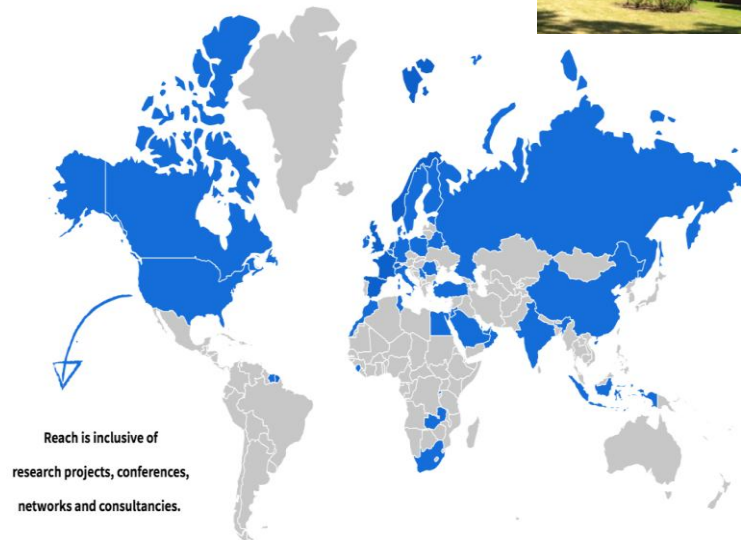 Reach is inclusive of
research projects, conferences,
networks and consultancies.